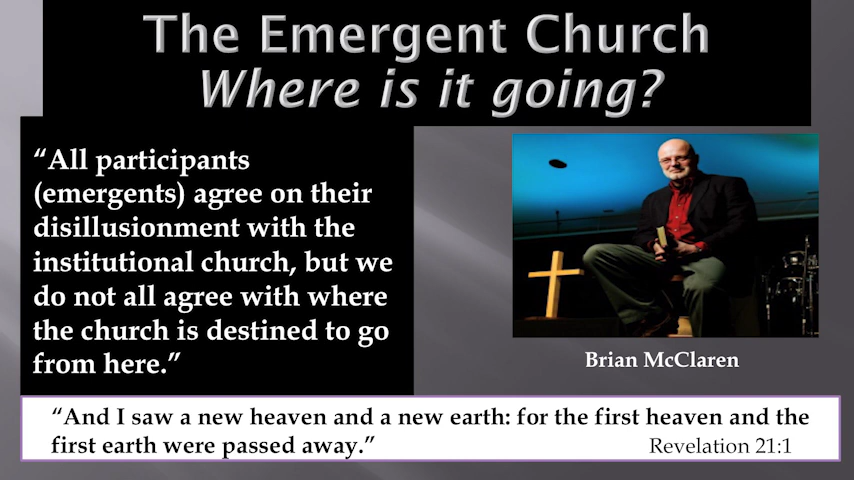 The Emergent Church
Where is it going?
“All participants
(emergents) agree on their
disillusionment with the
institutional church, but we
do not all agree with where
the church is destined to go
from here.”
Brian McClaren
“And I saw a new heaven and a new earth: for the first heaven and the
first earth were passed away.” Revelation 21:1